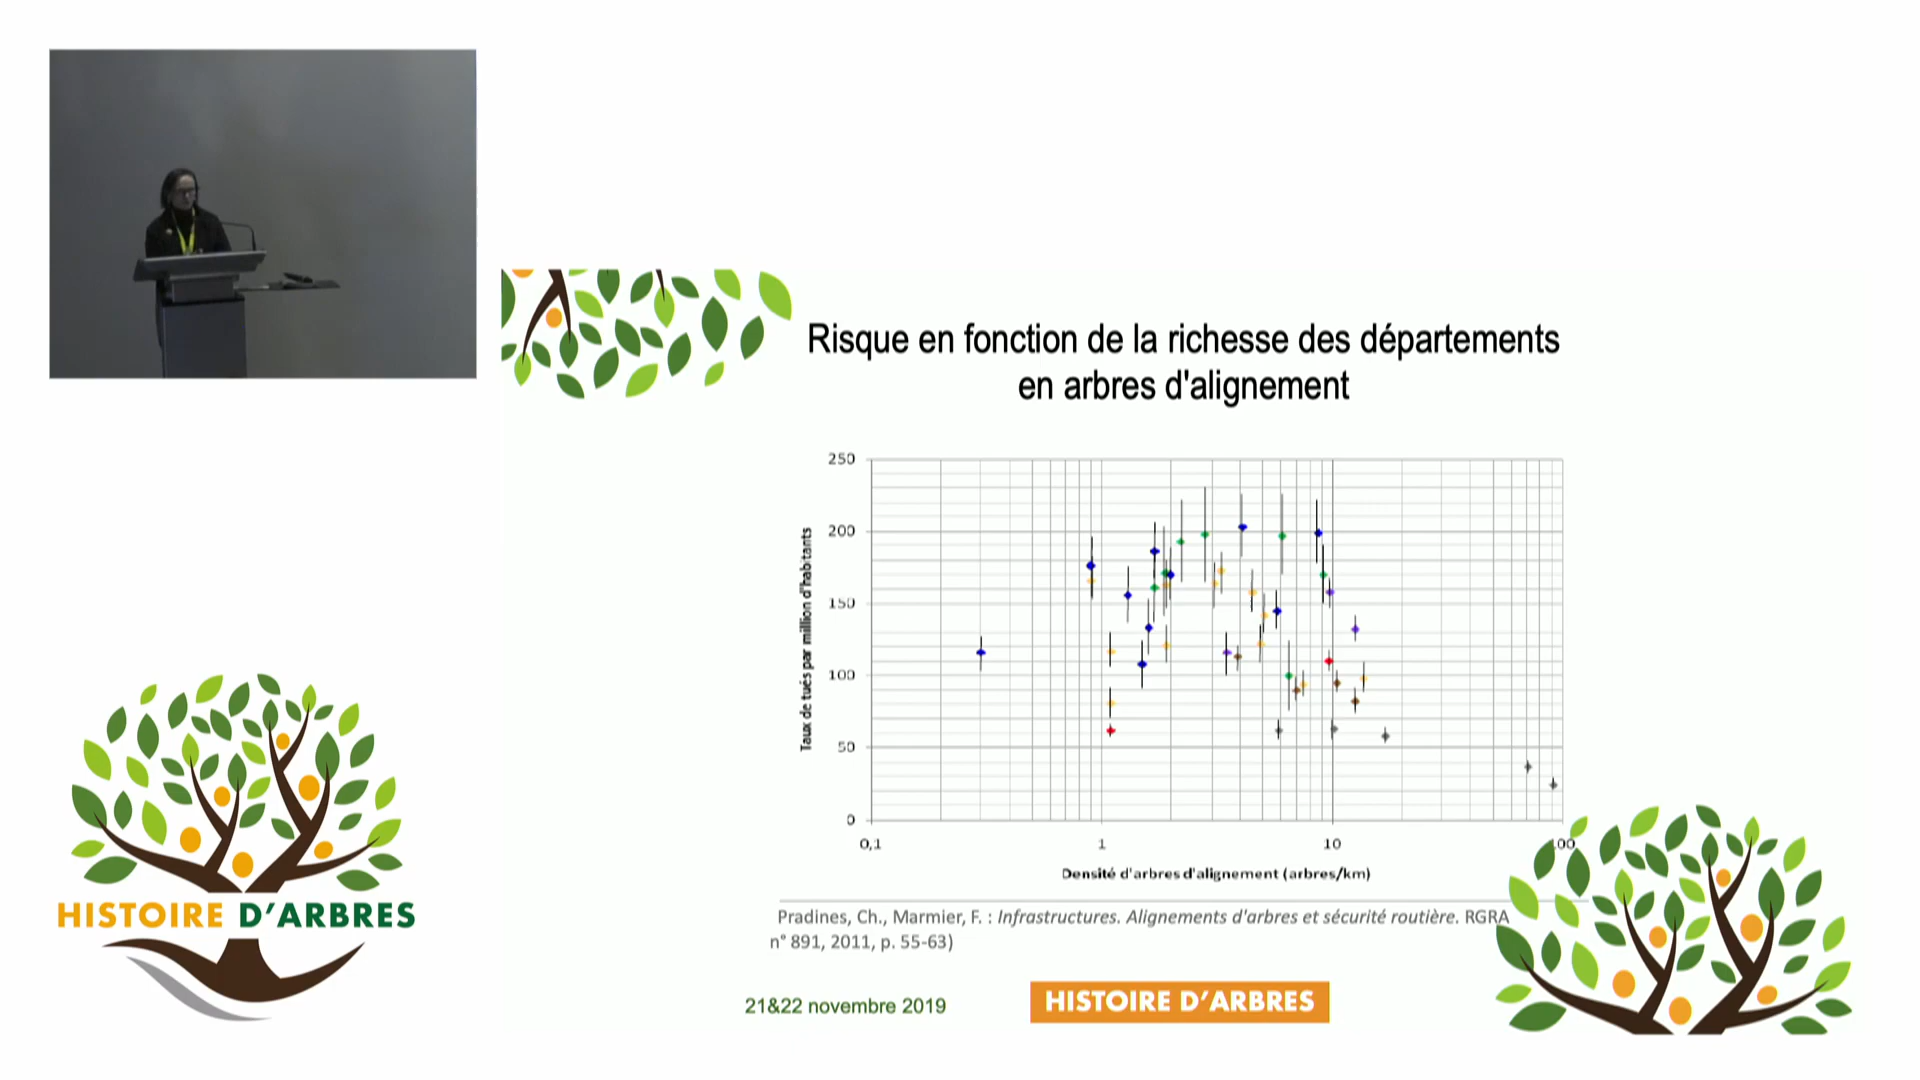 Risque en fonction de la richesse des départements
en arbres d'alignement
250
200
150
100
50
0
Taux de tués par million d'habitants
0,1
1
10
00
Densité d'arbres d'alignement (arbres/km)
Pradines, Ch., Marmier, F. : Infrastructures. Alignements d'arbres et sécurité routière. RGRA
n° 891, 2011, p. 55-63)
21&22 novembre 2019
HISTOIRE D'ARBRES
HISTOIRE D'ARBRES